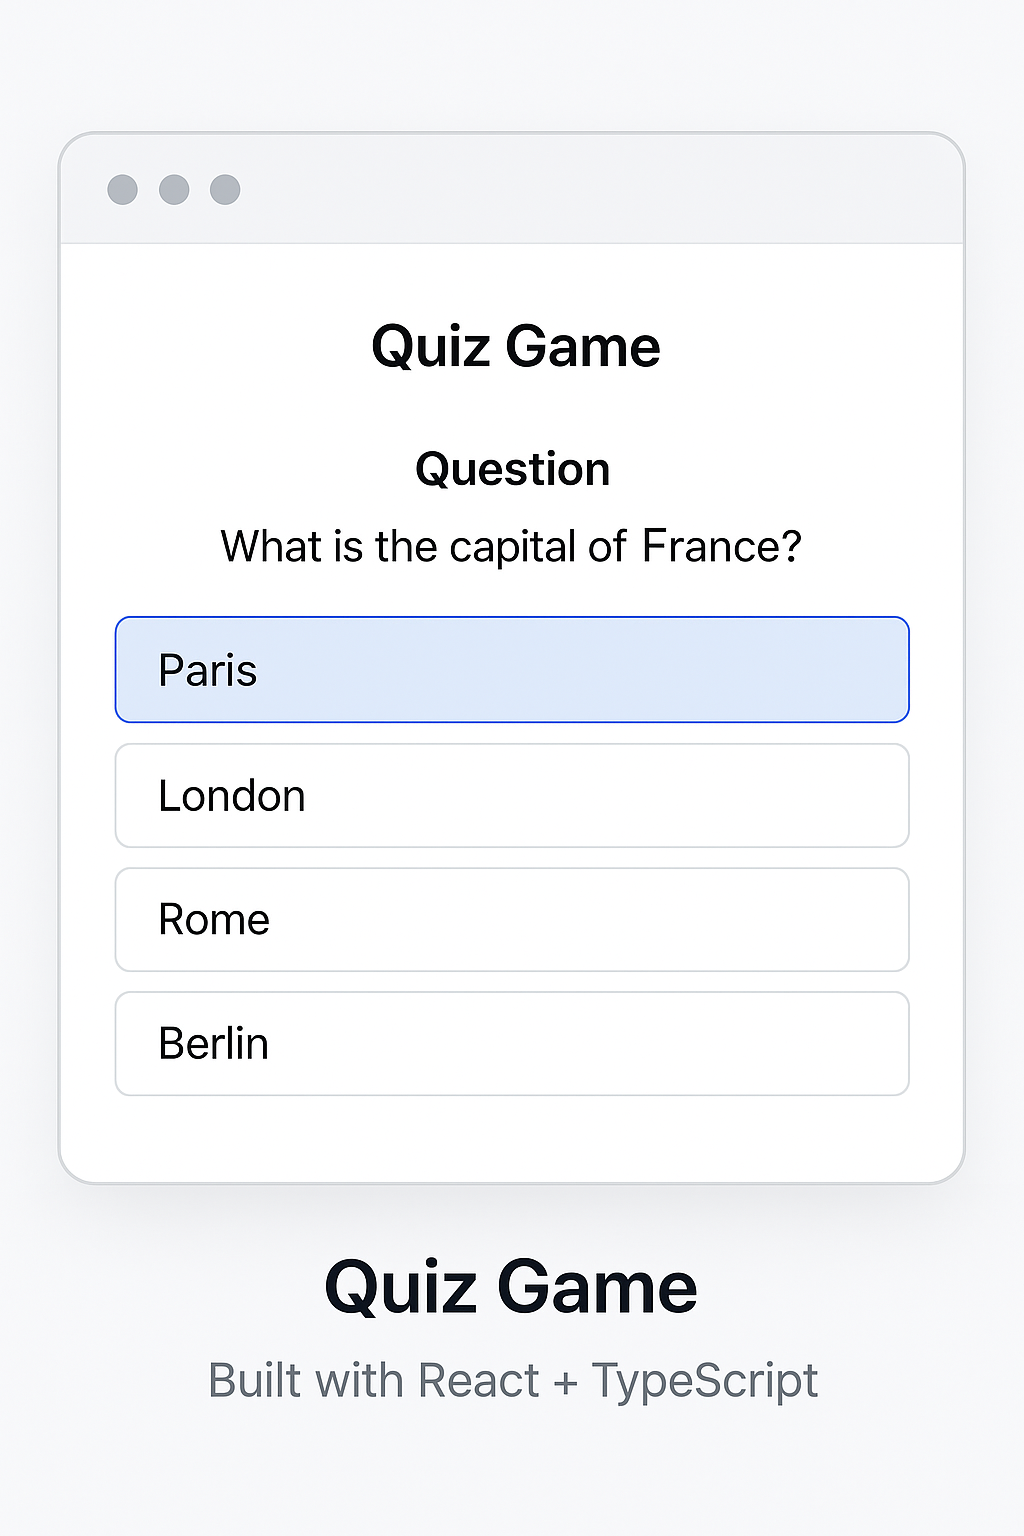 Quiz Game
Question
What is the capital of France?
Paris
London
Rome
Berlin
Quiz Game
Built with React + TypeScript